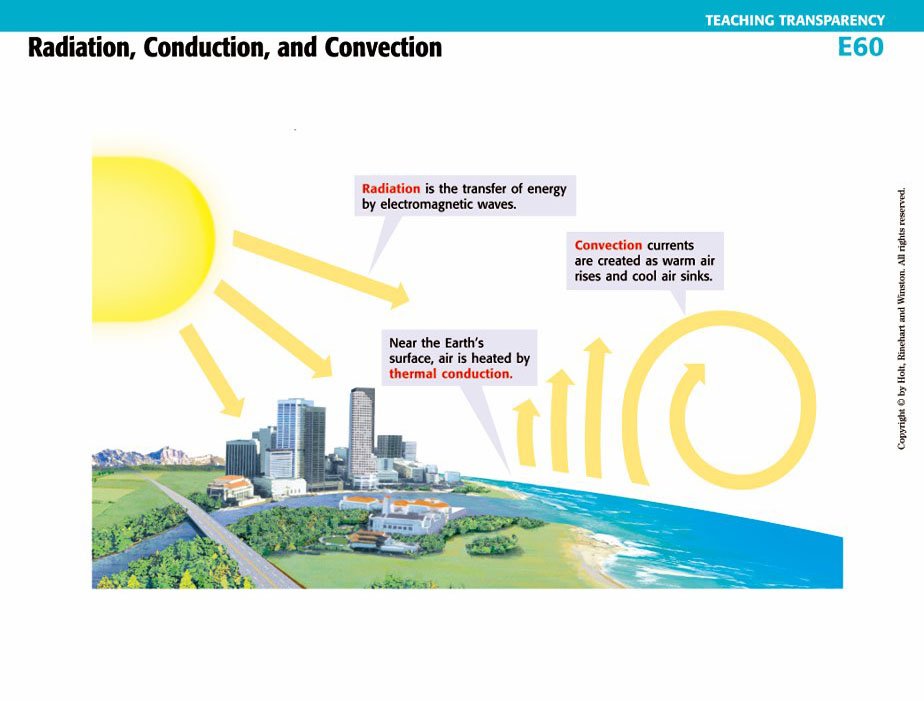 TEACHING TRANSPARENCY
Radiation, Conduction, and Convection
E60
Radiation is the transfer of energy
by electromagnetic waves.
Convection currents
are created as warm air
rises and cool air sinks.
Near the Earth's
surface, air is heated by
thermal conduction.
Copyright © by Holt, Rinehart and Winston. All rights reserved.